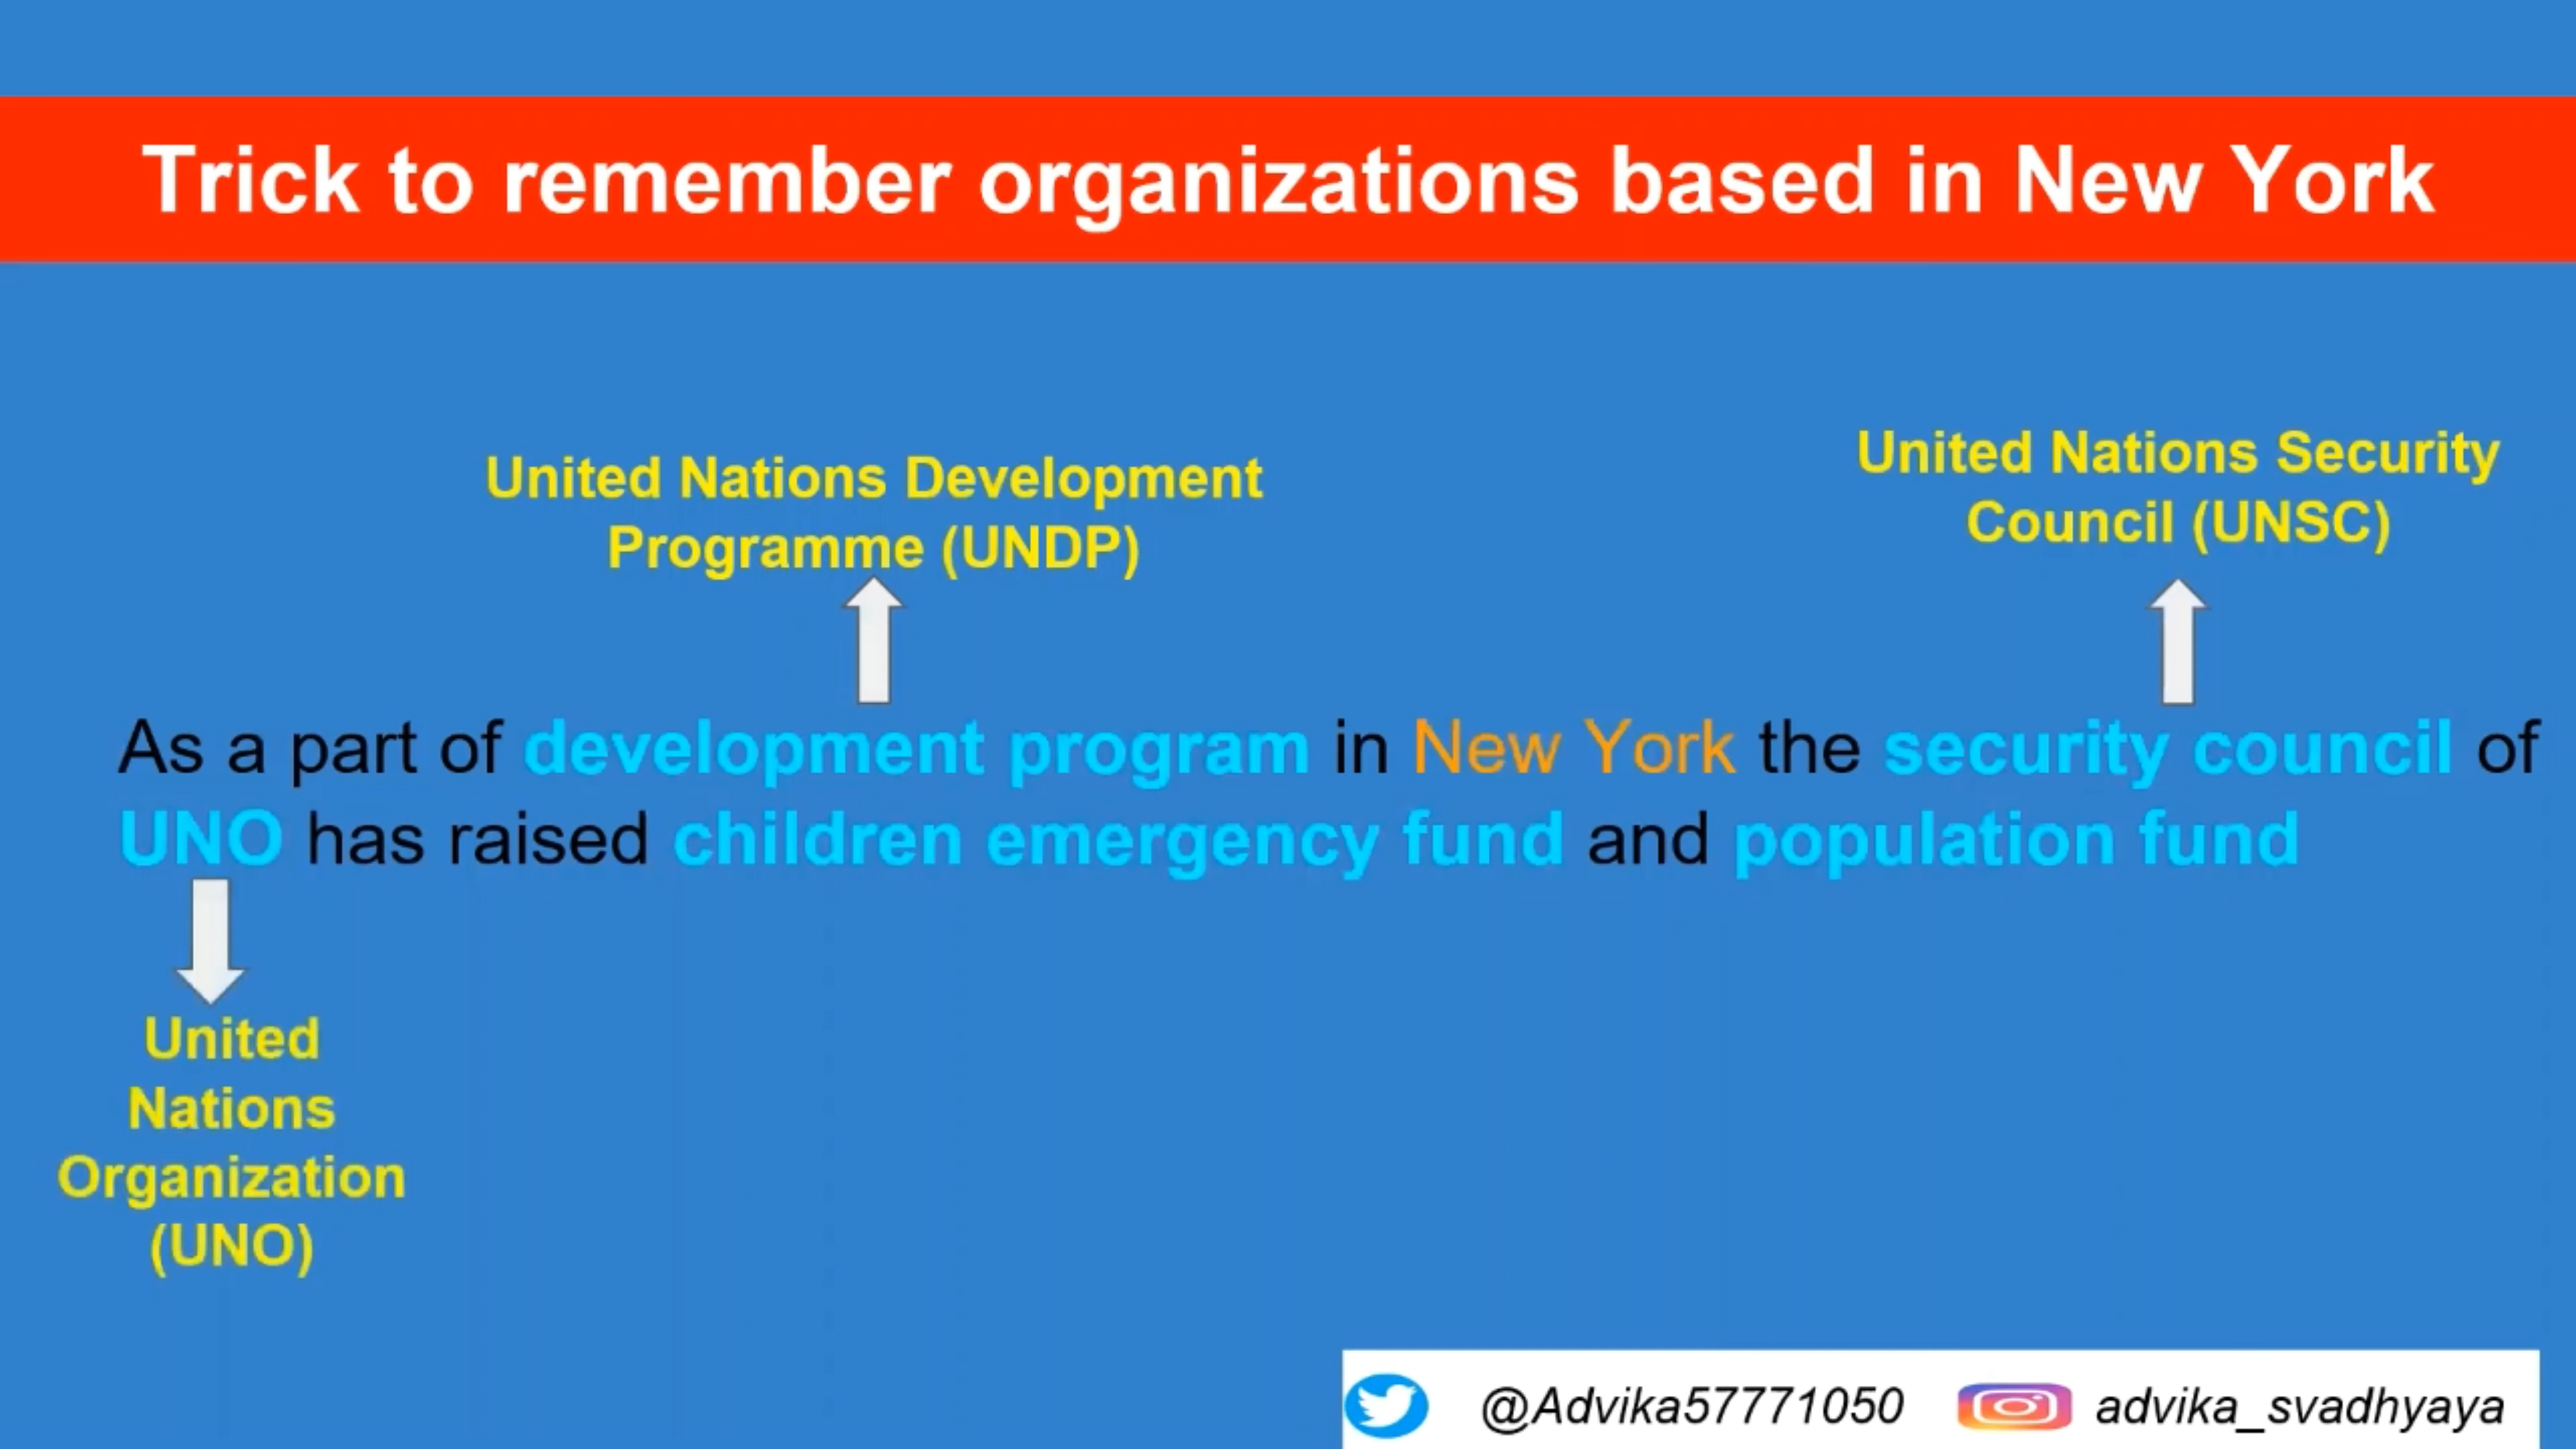 Trick to remember organizations based in New York
United Nations Development
Programme (UNDP)
United Nations Security
Council (UNSC)
As a part of development program in New York the security council of
UNO has raised children emergency fund and population fund
United
Nations
Organization
(UNO)
@Advika57771050 advika_svadhyaya